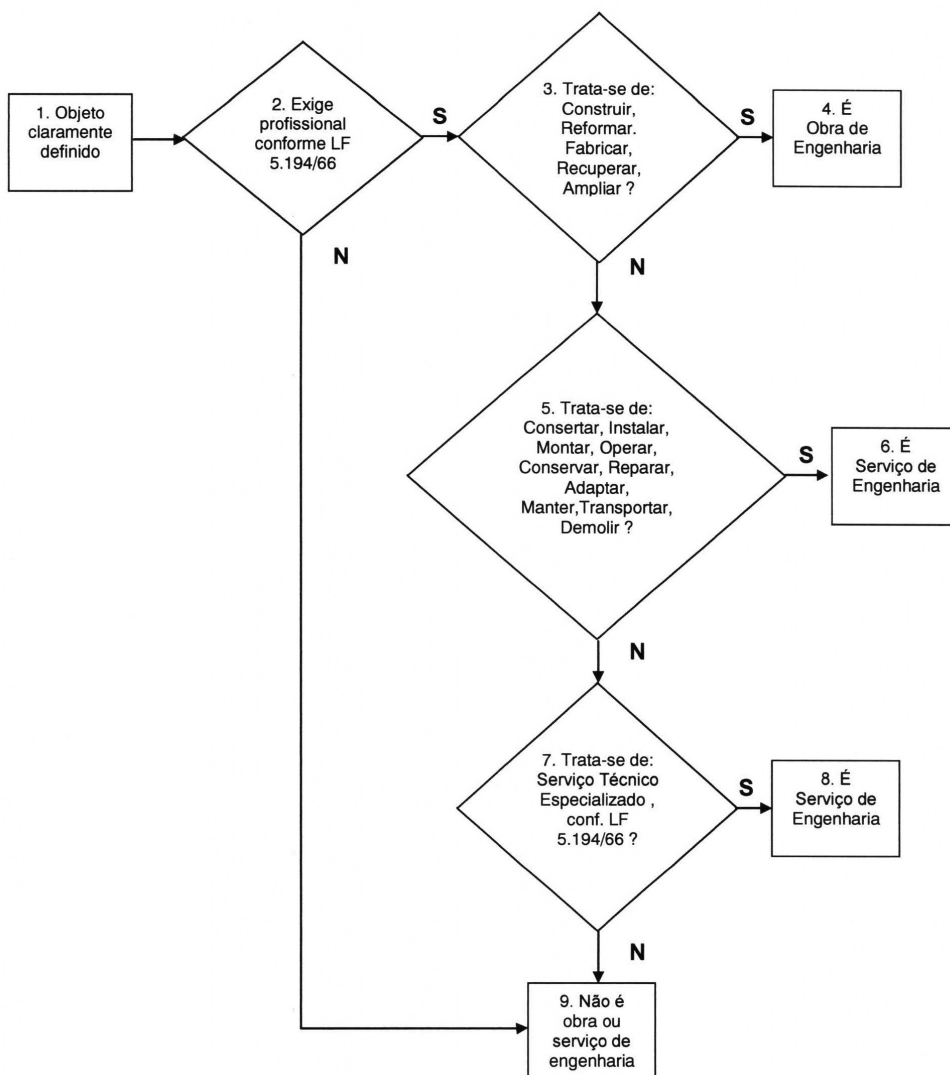 1. Objeto
claramente
definido
2. Exige
profissional
conforme LF
5.194/66
S
N
3. Trata-se de:
Construir,
Reformar.
Fabricar,
Recuperar,
Ampliar ?
S
N
4. É
Obra de
Engenharia
5. Trata-se de:
Consertar, Instalar,
Montar, Operar,
Conservar, Reparar,
Adaptar,
Manter,Transportar,
Demolir ?
S
N
6. É
Serviço de
Engenharia
7. Trata-se de:
Serviço Técnico
Especializado ,
conf. LF
5.194/66 ?
S
N
8. É
Serviço de
Engenharia
9. Não é
obra ou
serviço de
engenharia